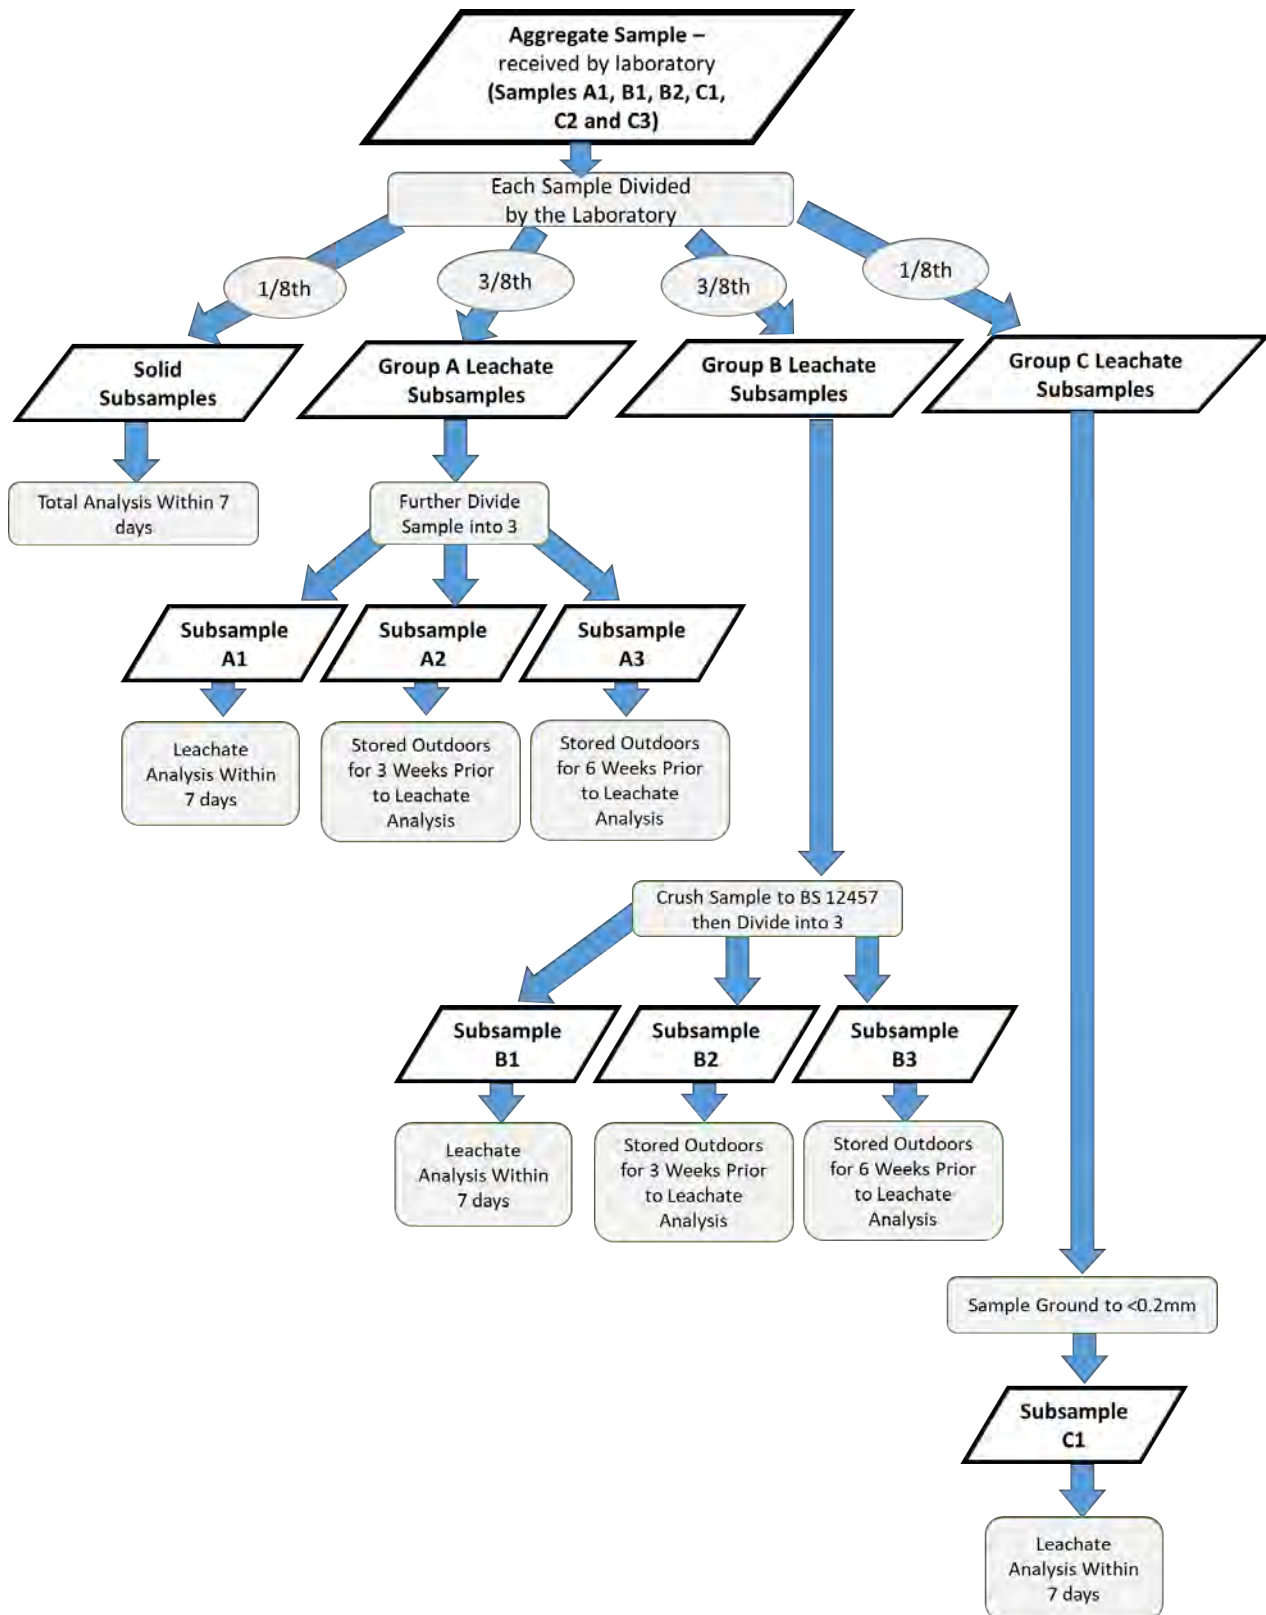 Aggregate Sample –
received by laboratory
(Samples A1, B1, B2, C1,
C2 and C3)
Each Sample Divided
by the Laboratory
1/8th
3/8th
3/8th
1/8th
Solid
Subsamples
Group A Leachate
Subsamples
Group B Leachate
Subsamples
Group C Leachate
Subsamples
Total Analysis Within 7
days
Further Divide
Sample into 3
Subsample
A1
Subsample
A2
Subsample
A3
Leachate
Analysis Within
7 days
Stored Outdoors
for 3 Weeks Prior
to Leachate
Analysis
Stored Outdoors
for 6 Weeks Prior
to Leachate
Analysis
Crush Sample to BS 12457
then Divide into 3
Subsample
B1
Subsample
B2
Subsample
B3
Leachate
Analysis Within
7 days
Stored Outdoors
for 3 Weeks Prior
to Leachate
Analysis
Stored Outdoors
for 6 Weeks Prior
to Leachate
Analysis
Sample Ground to <0.2mm
Subsample
C1
Leachate
Analysis Within
7 days